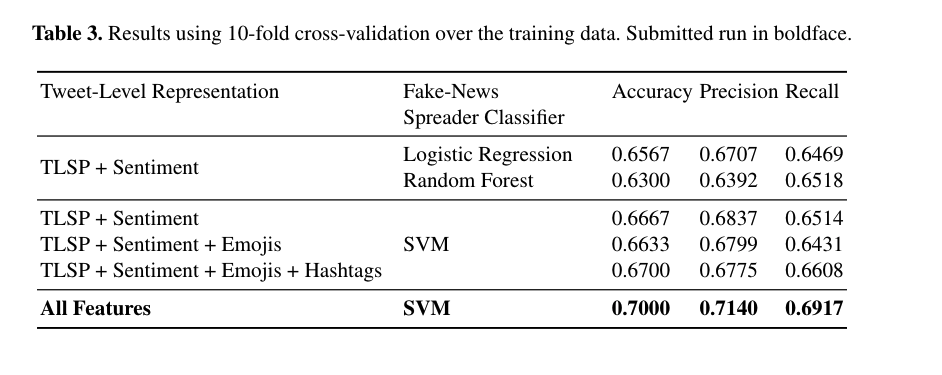 Table 3. Results using 10-fold cross-validation over the training data. Submitted run in boldface.
Tweet-Level Representation Fake-News Accuracy Precision Recall
Spreader Classifier
TLSP + Sentiment Logistic Regression 0.6567 0.6707 0.6469
Random Forest 0.6300 0.6392 0.6518
TLSP + Sentiment 0.6667 0.6837 0.6514
TLSP + Sentiment + Emojis SVM 0.6633 0.6799 0.6431
TLSP + Sentiment + Emojis + Hashtags 0.6700 0.6775 0.6608
All Features SVM 0.7000 0.7140 0.6917